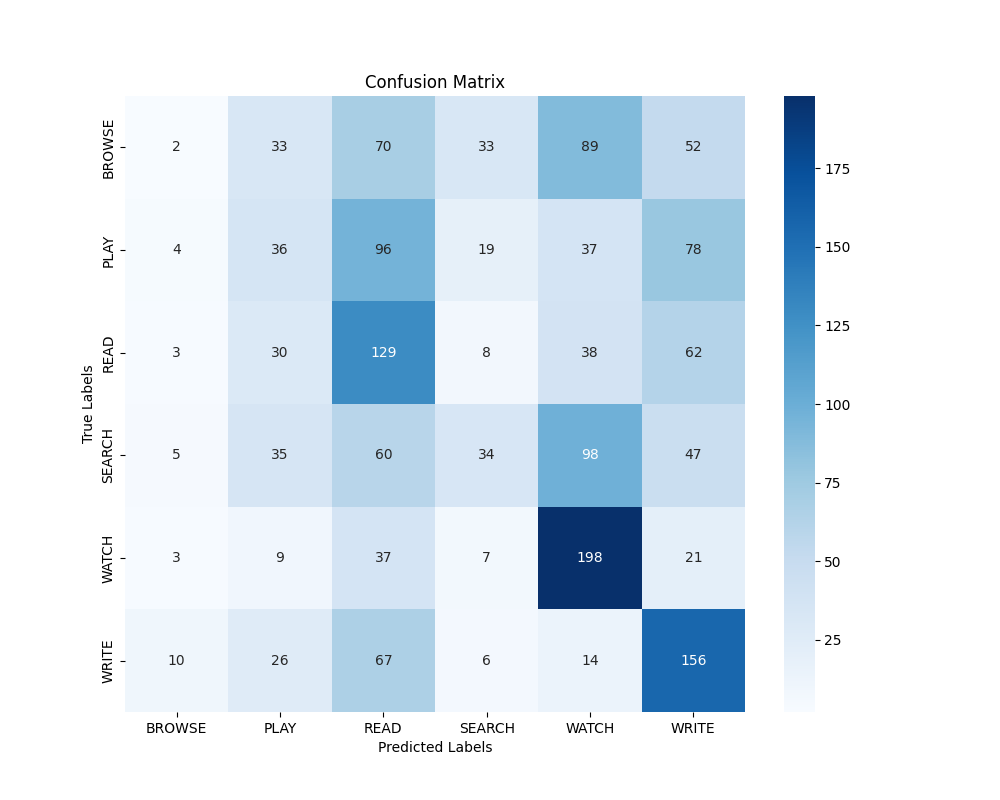 Confusion Matrix
BROWSE 2 33 70 33 89 52
PLAY 4 36 96 19 37 78
READ 3 30 129 8 38 62
SEARCH 5 35 60 34 98 47
WATCH 3 9 37 7 198 21
WRITE 10 26 67 6 14 156
BROWSE PLAY READ SEARCH WATCH WRITE
Predicted Labels
True Labels
175
150
125
100
75
50
25